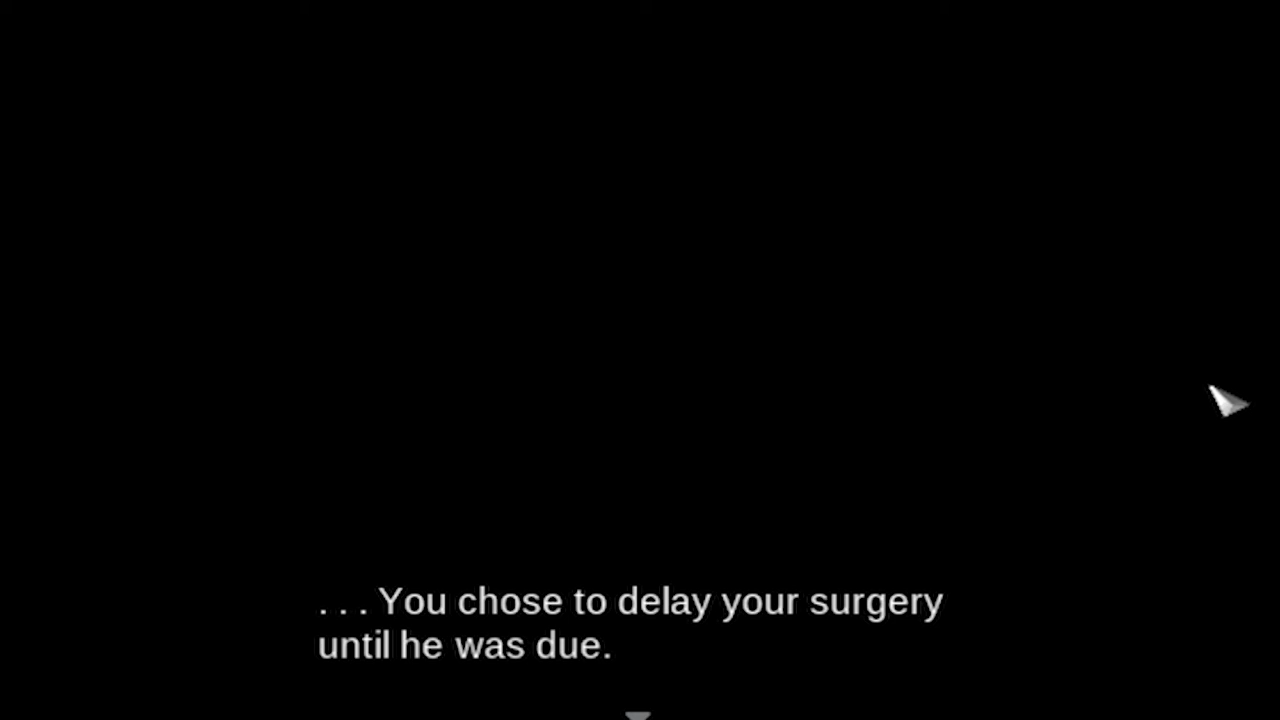 . . . You chose to delay your surgery
until he was due.